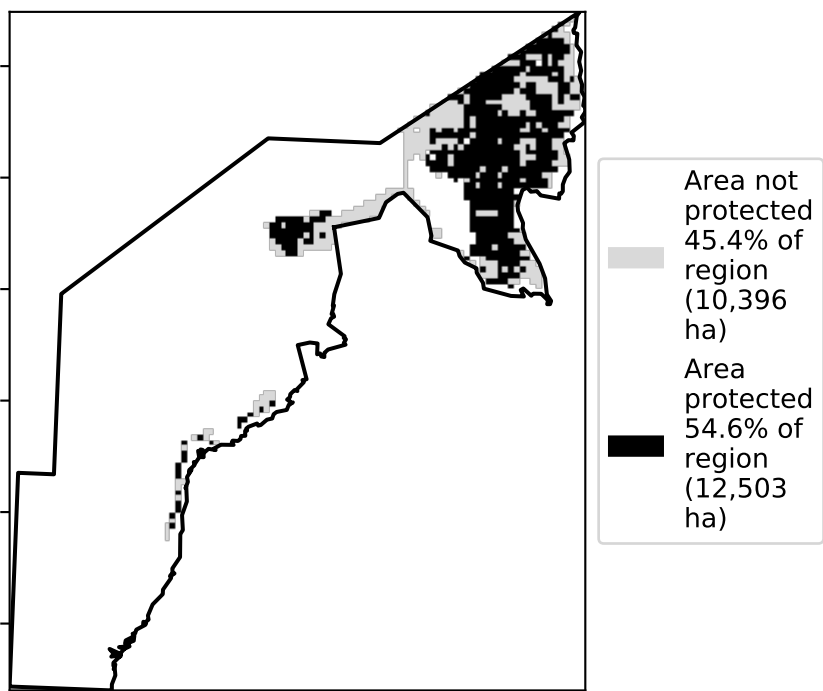 Area not
protected
45.4% of
region
(10,396
ha)
Area
protected
54.6% of
region
(12,503
ha)